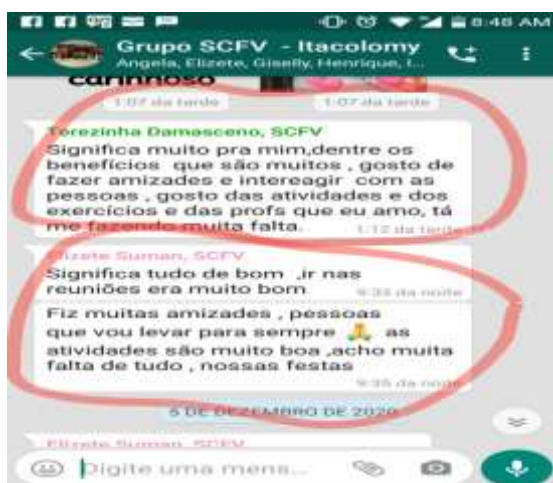 8:48 AM
Grupo SCFV - Itacolomy
Angela, Elizete, Giselly, Henrique, I...
carinhoso
1:07 da tarde 1:07 da tarde
Terezinha Damasceno, SCFV
Significa muito pra mim,dentre os
benefícios que são muitos , gosto de
fazer amizades e intereagir com as
pessoas , gosto das atividades e dos
exercícios e das profs que eu amo, tá
me fazendo muita falta.
1:12 da tarde
Elizete Suman, SCFV
Significa tudo de bom ,ir nas
reuniões era muito bom
9:33 da noite
Fiz muitas amizades , pessoas
que vou levar para sempre 🙏 as
atividades são muito boa ,acho muita
falta de tudo , nossas festas
9:35 da noite
5 DE DEZEMBRO DE 2020
Elizete Suman, SCFV
Digite uma mens...